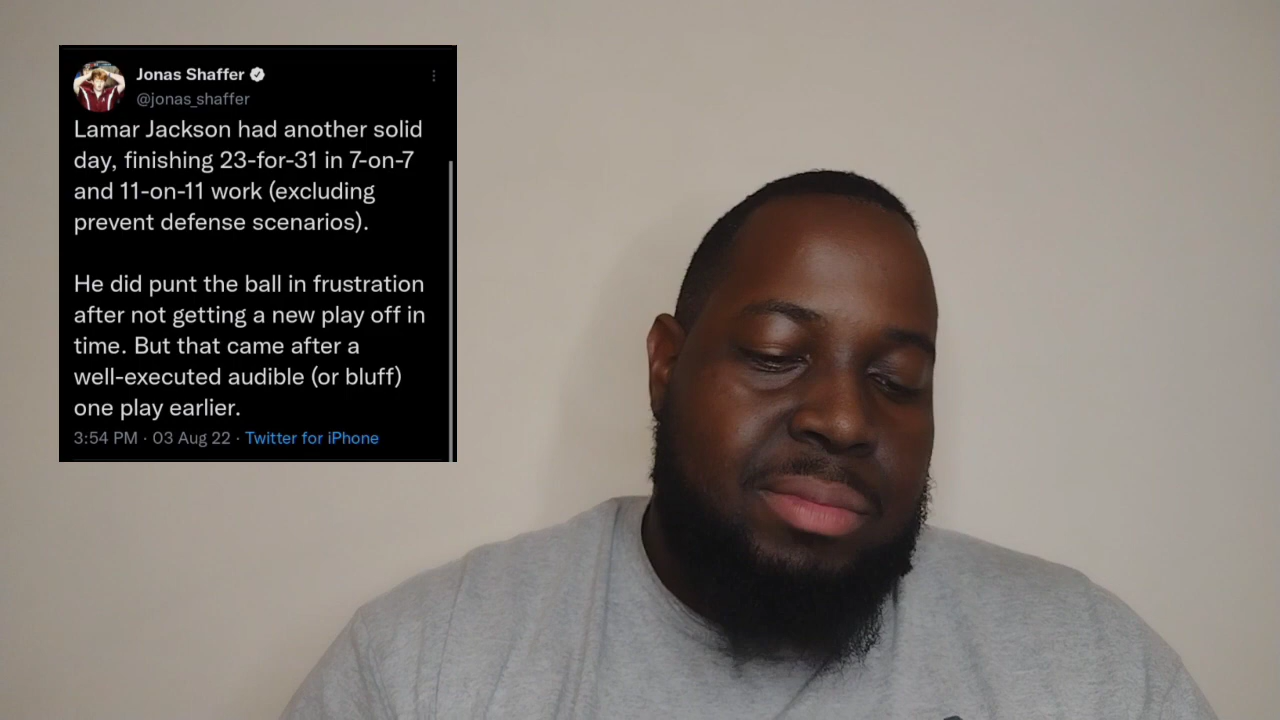 Jonas Shaffer
@jonas_shaffer
Lamar Jackson had another solid
day, finishing 23-for-31 in 7-on-7
and 11-on-11 work (excluding
prevent defense scenarios).
He did punt the ball in frustration
after not getting a new play off in
time. But that came after a
well-executed audible (or bluff)
one play earlier.
3:54 PM · 03 Aug 22 · Twitter for iPhone